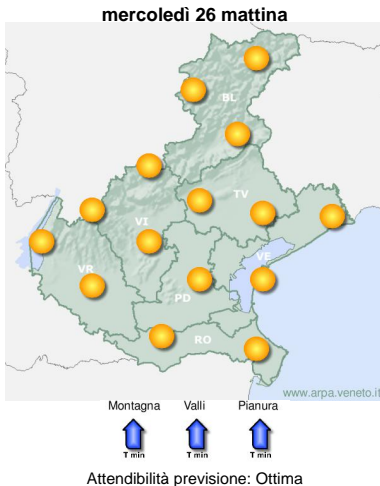 mercoledì 26 mattina
BL
TV
VI
VE
VR
PD
RO
www.arpa.veneto.it
Montagna Valli Pianura
T min T min T min
Attendibilità previsione: Ottima